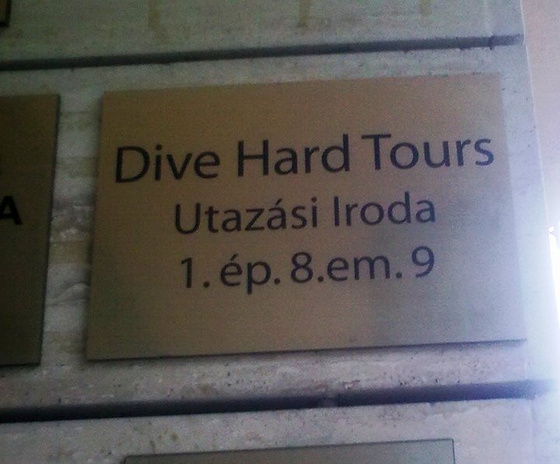 Dive Hard Tours
Utazási Iroda
1. ép. 8.em. 9
A